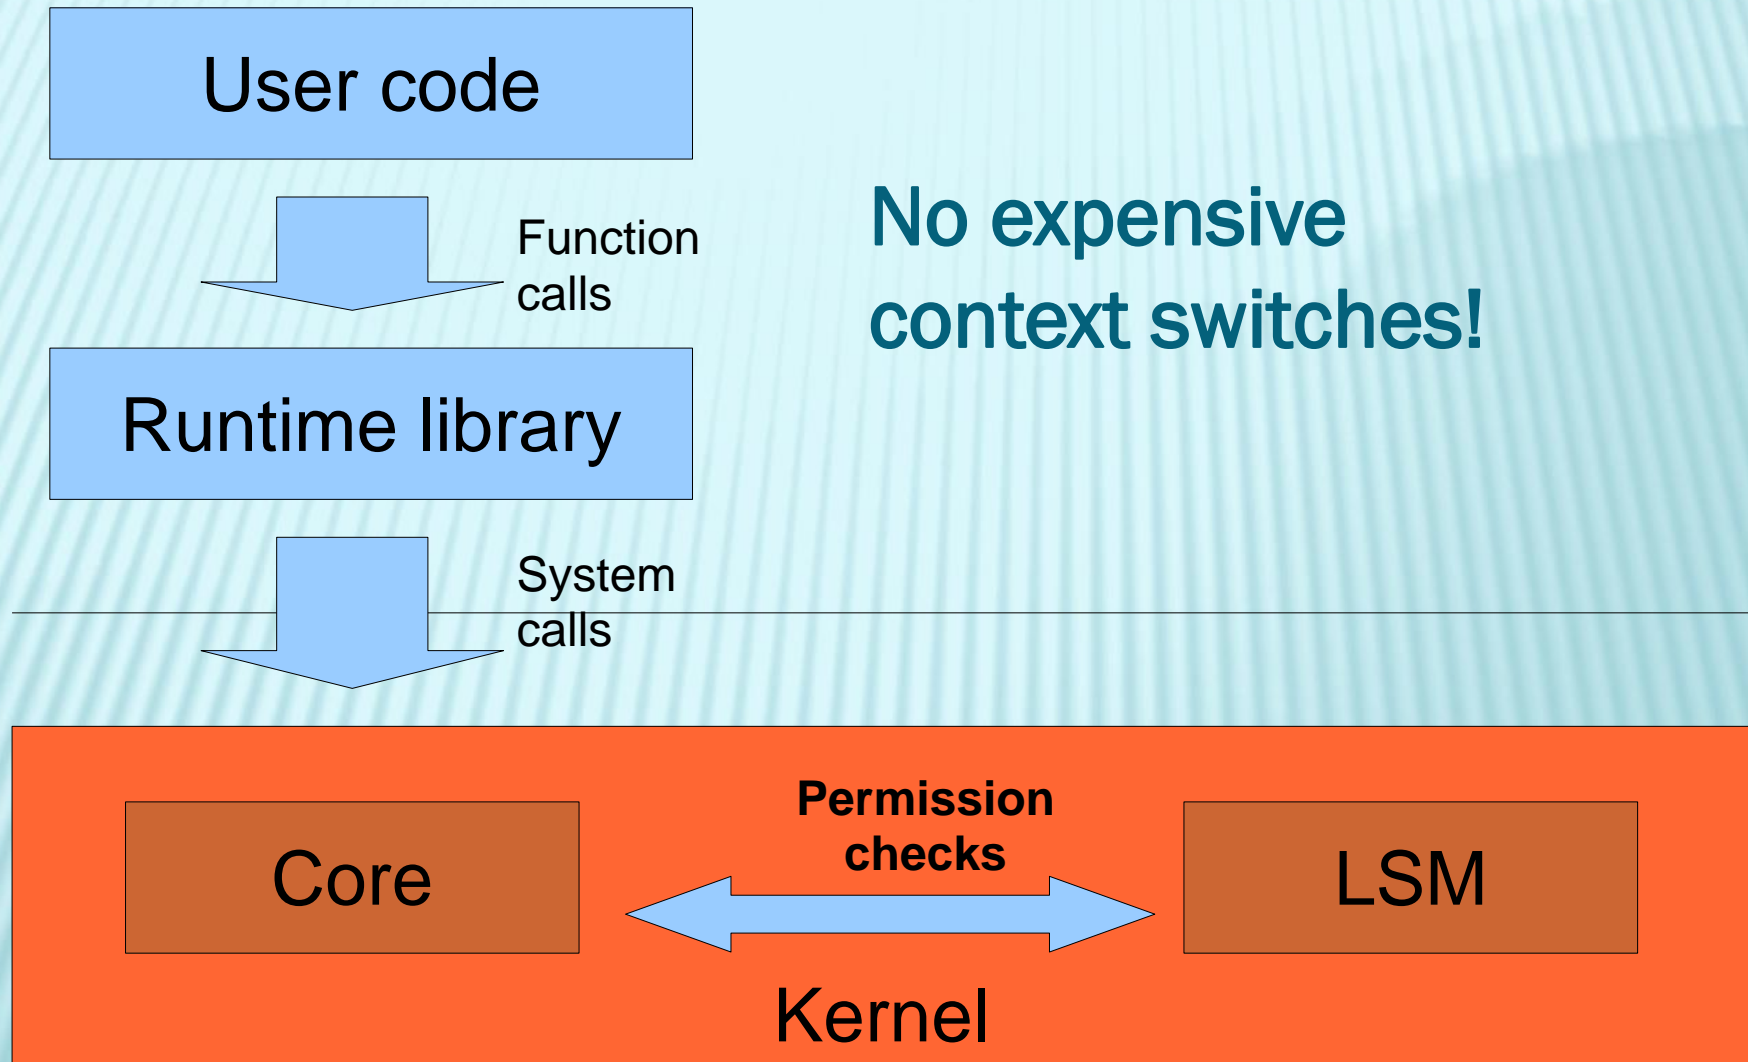 User code
Function
calls
No expensive
context switches!
Runtime library
System
calls
Permission
checks
Core
LSM
Kernel